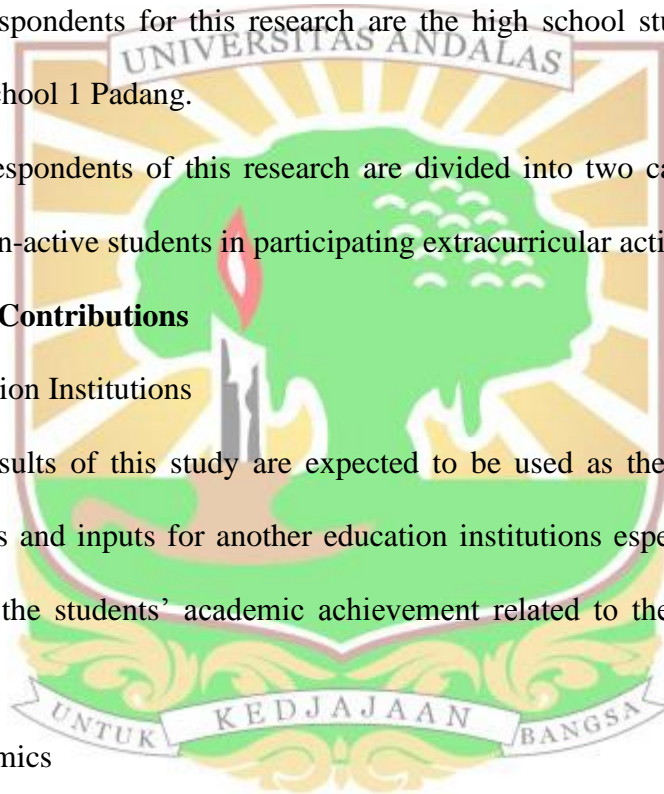 spondents for this research are the high school stu
UNIVERSITAS ANDALAS
chool 1 Padang.
espondents of this research are divided into two ca
n-active students in participating extracurricular acti
Contributions
ion Institutions
sults of this study are expected to be used as the
s and inputs for another education institutions espe
the students’ academic achievement related to the
UNTUK KEDJAJAAN BANGSA
mics